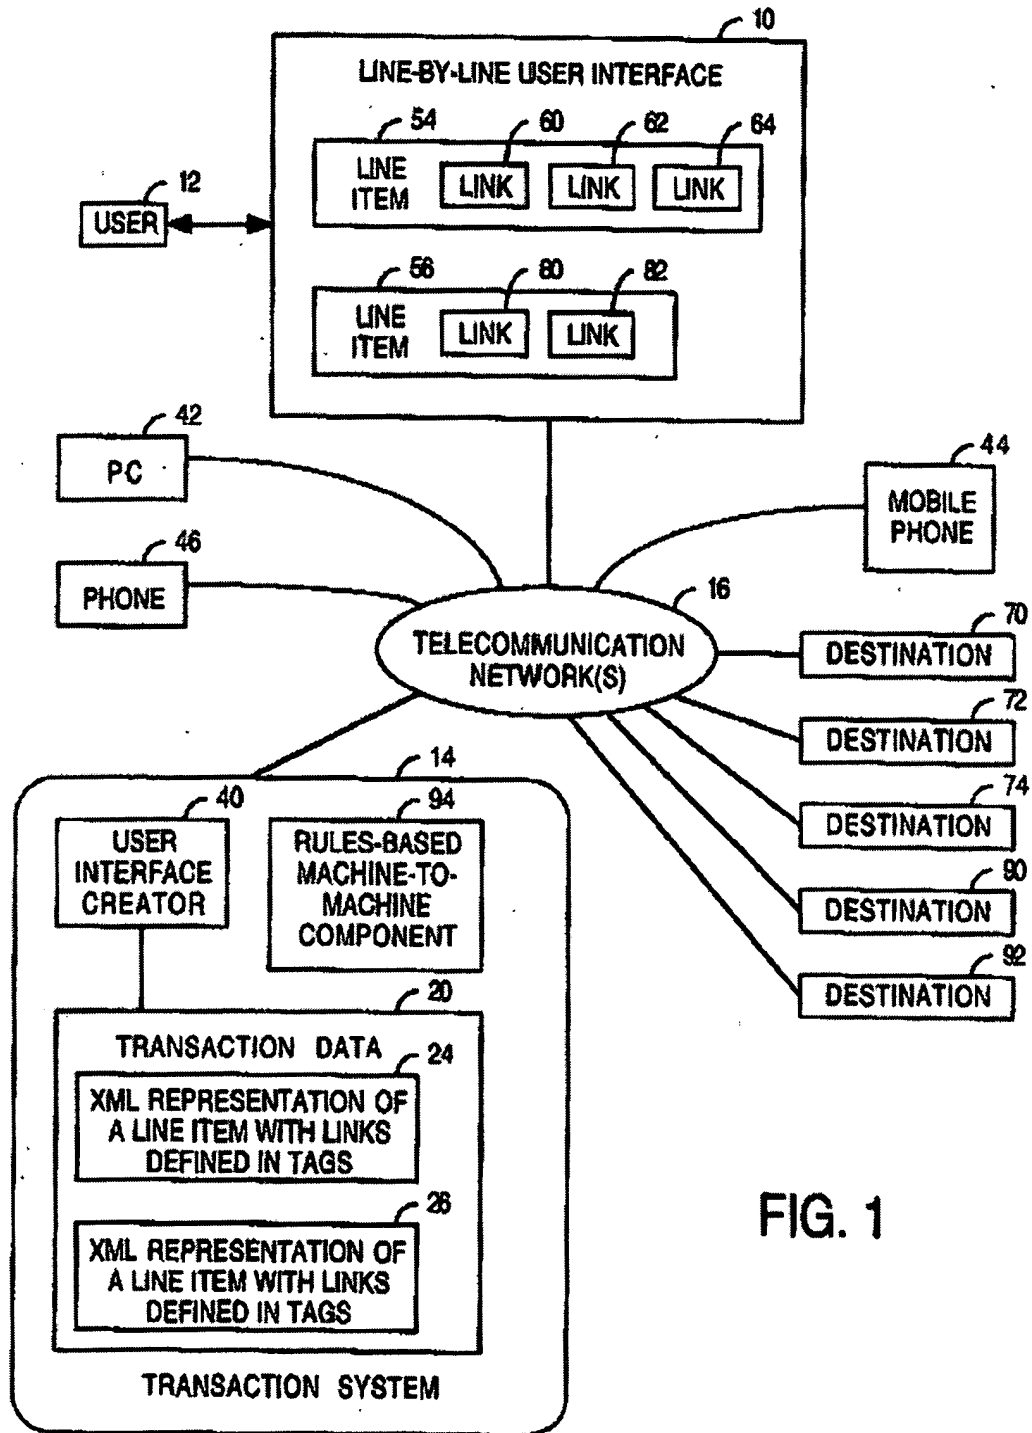 10
LINE-BY-LINE USER INTERFACE
54
60
62
64
LINE
ITEM
LINK
LINK
LINK
12
USER
56
80
82
LINE
ITEM
LINK
LINK
42
PC
44
MOBILE
PHONE
46
PHONE
16
TELECOMMUNICATION
NETWORK(S)
70
DESTINATION
72
DESTINATION
74
DESTINATION
90
DESTINATION
92
DESTINATION
14
40
USER
INTERFACE
CREATOR
94
RULES-BASED
MACHINE-TO-
MACHINE
COMPONENT
20
TRANSACTION DATA
24
XML REPRESENTATION OF
A LINE ITEM WITH LINKS
DEFINED IN TAGS
26
XML REPRESENTATION OF
A LINE ITEM WITH LINKS
DEFINED IN TAGS
TRANSACTION SYSTEM
FIG. 1